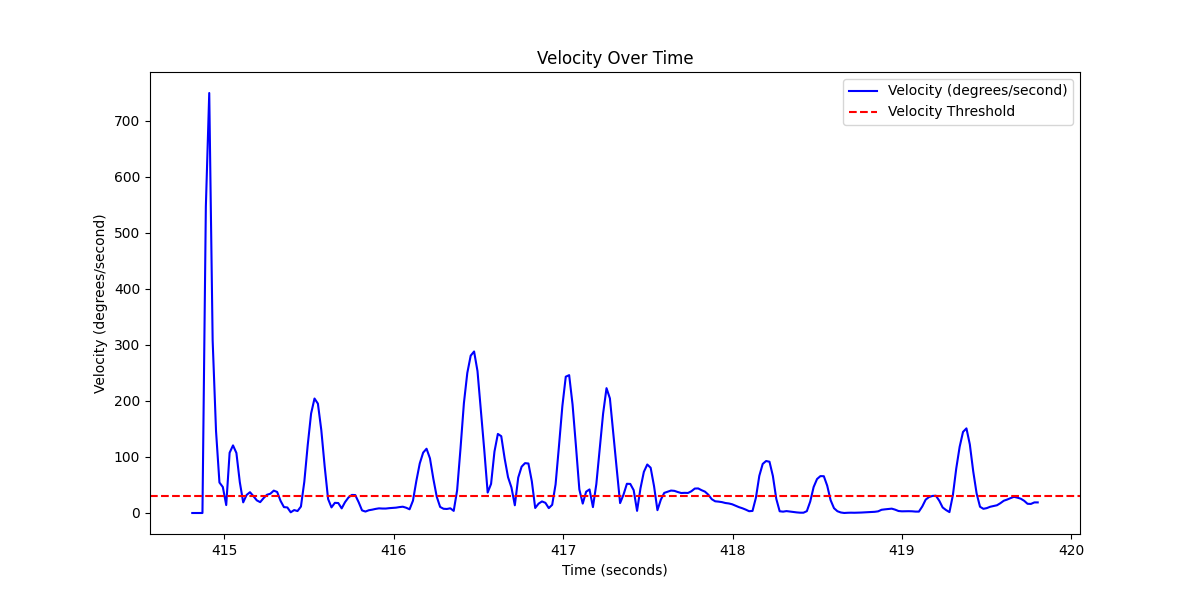 Velocity Over Time
Velocity (degrees/second)
Velocity Threshold
700
600
500
400
300
200
100
0
Velocity (degrees/second)
415
416
417
418
419
420
Time (seconds)